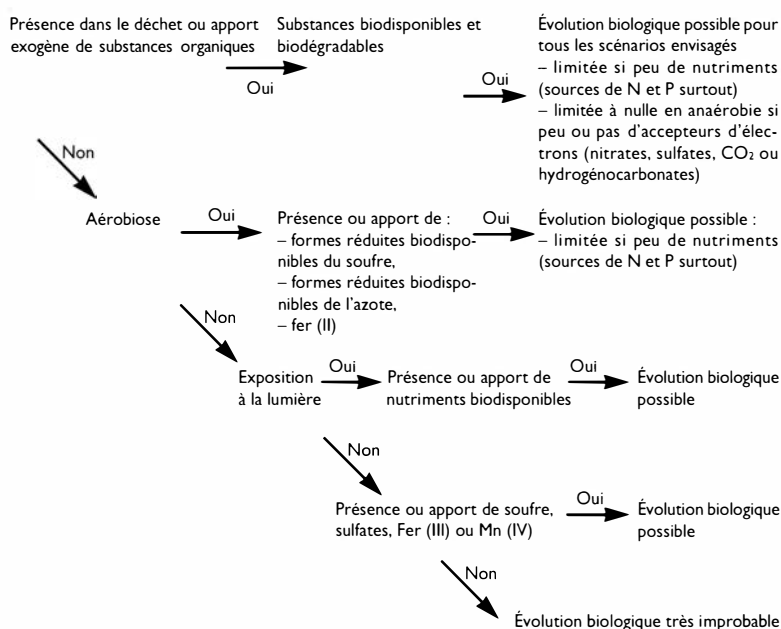 Présence dans le déchet ou apport
exogène de substances organiques
Oui
Substances biodisponibles et
biodégradables
Oui
Évolution biologique possible pour
tous les scénarios envisagés
– limitée si peu de nutriments
(sources de N et P surtout)
– limitée à nulle en anaérobie si
peu ou pas d'accepteurs d'élec-
trons (nitrates, sulfates, CO₂ ou
hydrogénocarbonates)
Non
Aérobiose
Oui
Présence ou apport de :
– formes réduites biodispo-
nibles du soufre,
– formes réduites biodispo-
nibles de l'azote,
– fer (II)
Oui
Évolution biologique possible :
– limitée si peu de nutriments
(sources de N et P surtout)
Non
Exposition
à la lumière
Oui
Présence ou apport de
nutriments biodisponibles
Oui
Évolution biologique
possible
Non
Présence ou apport de soufre,
sulfates, Fer (III) ou Mn (IV)
Oui
Évolution biologique
possible
Non
Évolution biologique très improbable